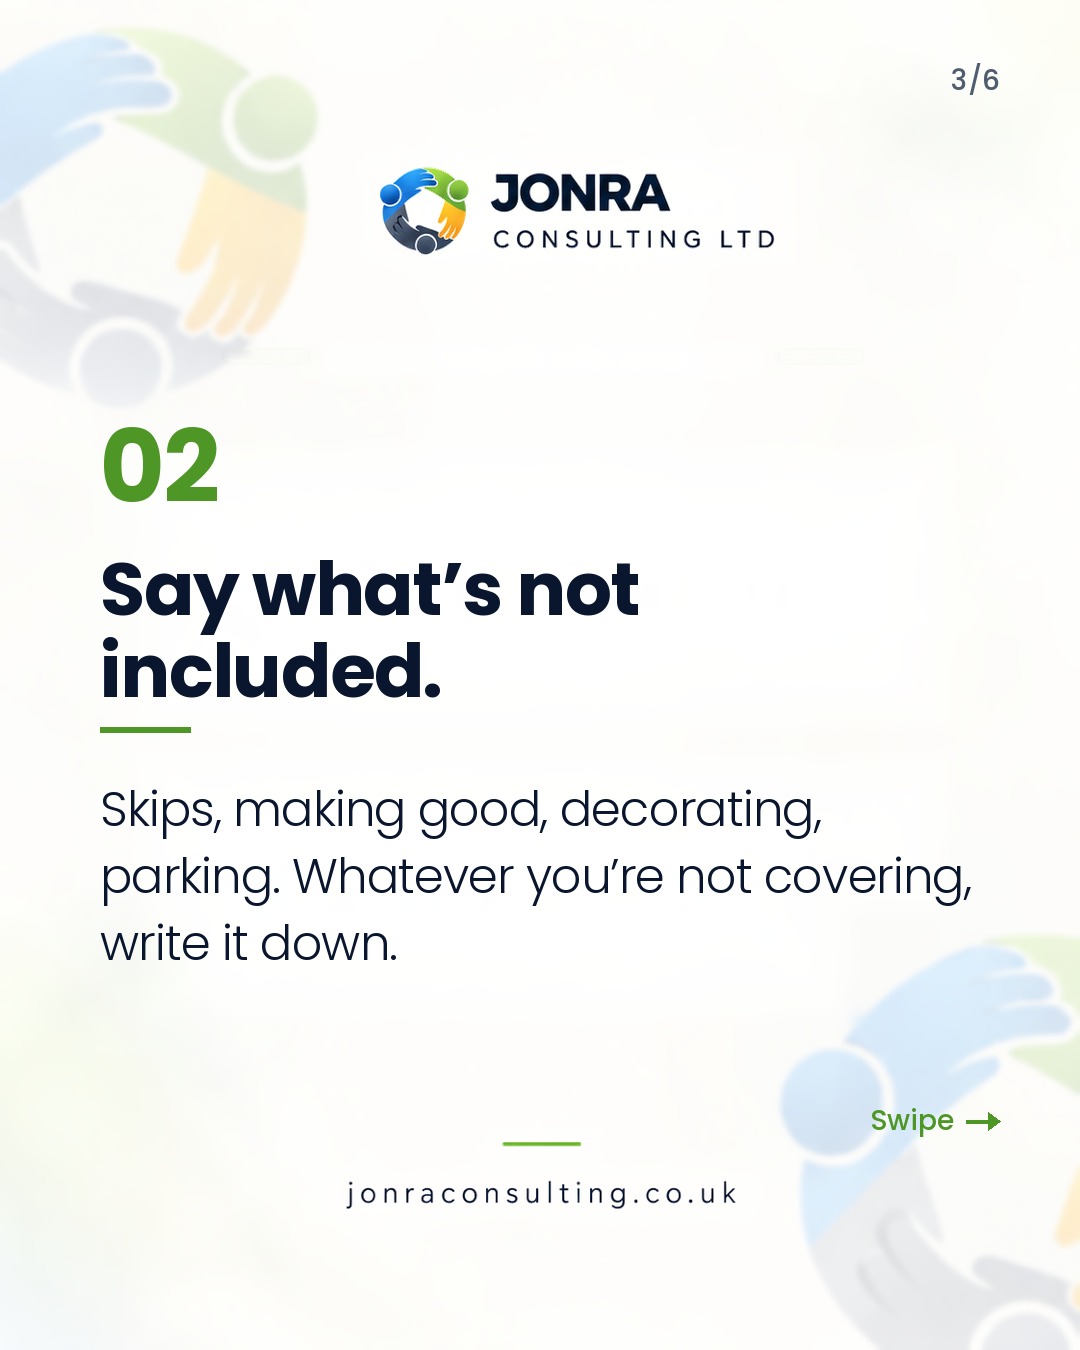 3/6
JONRA
CONSULTING LTD
02
Say what’s not
included.
Skips, making good, decorating,
parking. Whatever you’re not covering,
write it down.
Swipe
jonraconsulting.co.uk